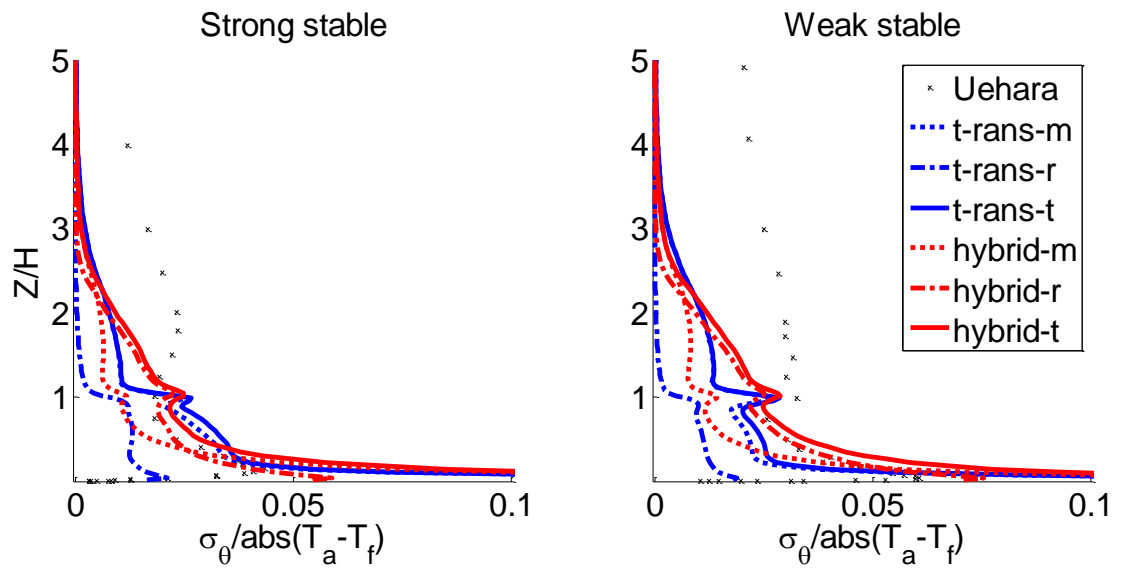 Strong stable
5
4
3
2
1
Z/H
0
0.05
0.1
σθ/abs(Ta-Tf)
Weak stable
5
4
3
2
1
0
0.05
0.1
σθ/abs(Ta-Tf)
Uehara
t-rans-m
t-rans-r
t-rans-t
hybrid-m
hybrid-r
hybrid-t